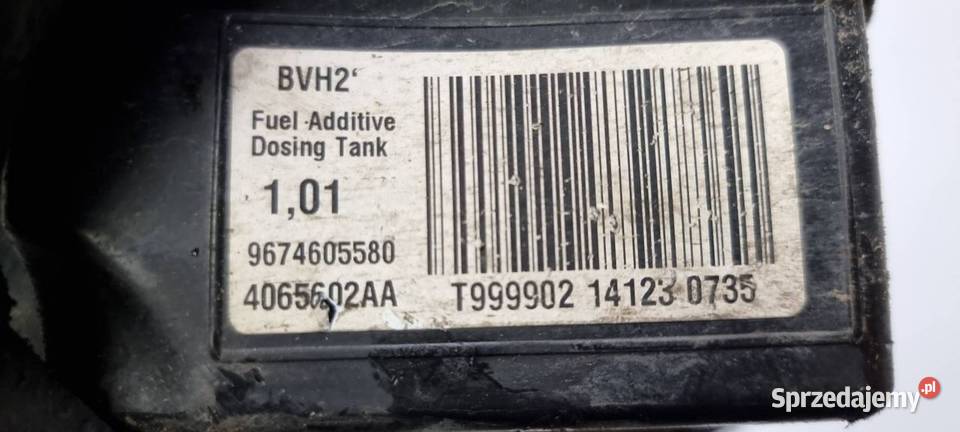 BVH2'
Fuel Additive
Dosing Tank
1,01
9674605580
4065602AA
T999902 14123 0735
Sprzedajemy.pl